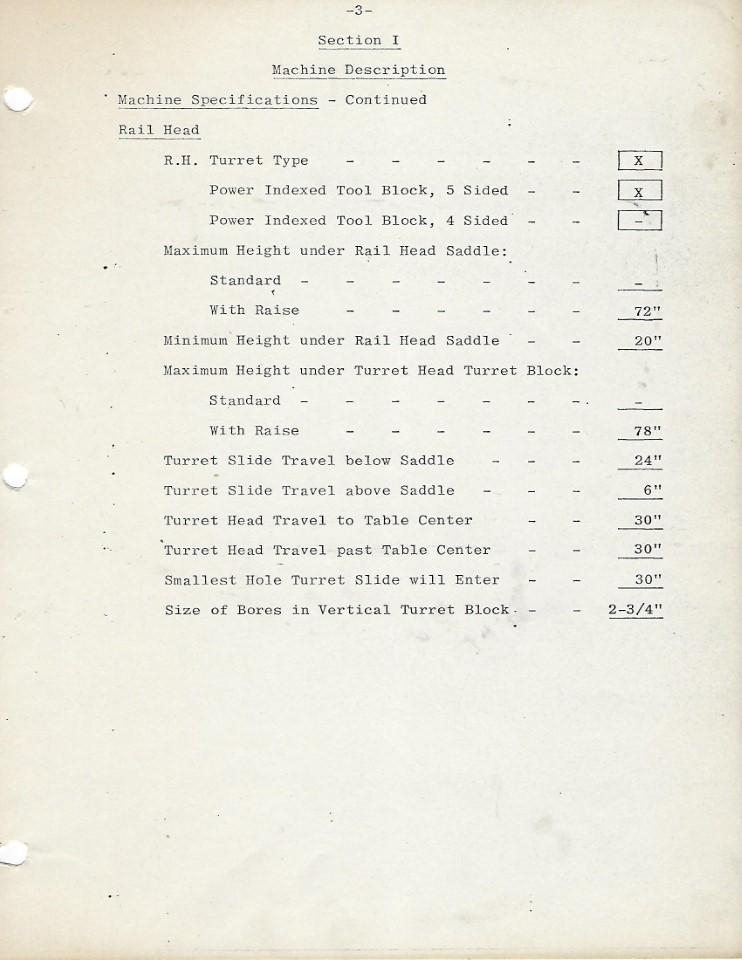 -3-
Section I
Machine Description
Machine Specifications - Continued
Rail Head
R.H. Turret Type - - - - - - X
Power Indexed Tool Block, 5 Sided - - X
Power Indexed Tool Block, 4 Sided - - -
Maximum Height under Rail Head Saddle:
Standard - - - - - - - -
With Raise - - - - - - 72"
Minimum Height under Rail Head Saddle - - 20"
Maximum Height under Turret Head Turret Block:
Standard - - - - - - - -
With Raise - - - - - - 78"
Turret Slide Travel below Saddle - - - 24"
Turret Slide Travel above Saddle - - - 6"
Turret Head Travel to Table Center - - 30"
Turret Head Travel past Table Center - - 30"
Smallest Hole Turret Slide will Enter - - 30"
Size of Bores in Vertical Turret Block - - 2-3/4"